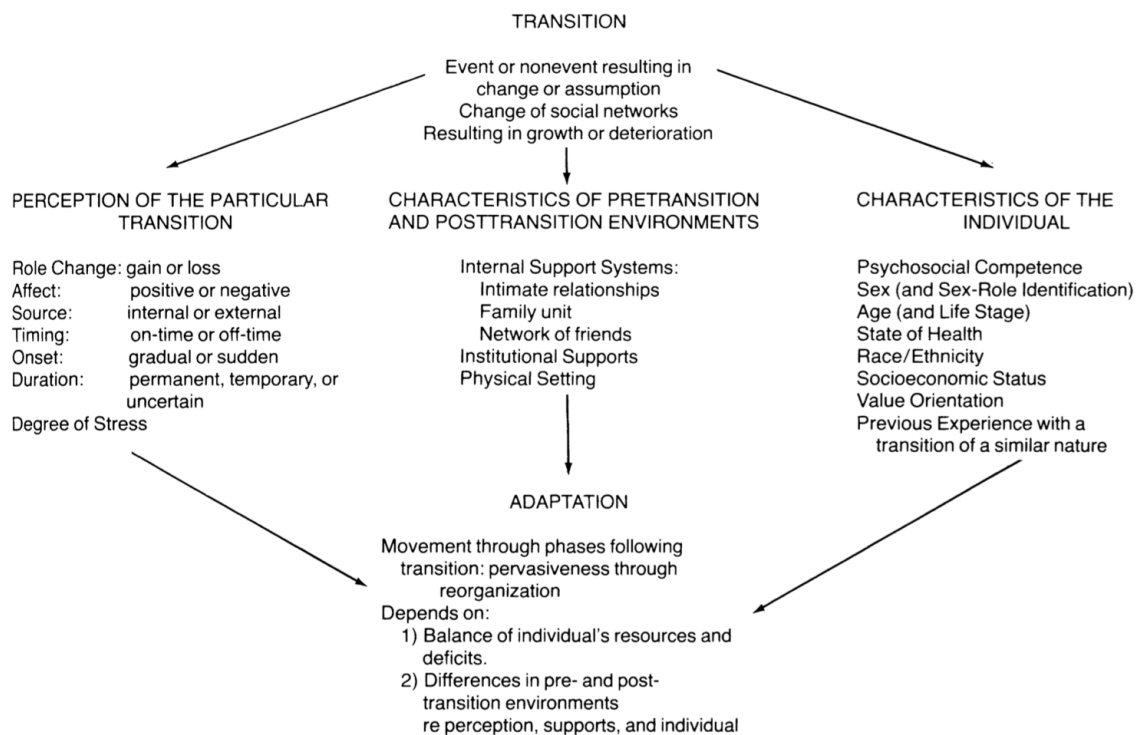 TRANSITION
Event or nonevent resulting in
change or assumption
Change of social networks
Resulting in growth or deterioration
PERCEPTION OF THE PARTICULAR
TRANSITION
Role Change: gain or loss
Affect: positive or negative
Source: internal or external
Timing: on-time or off-time
Onset: gradual or sudden
Duration: permanent, temporary, or
uncertain
Degree of Stress
CHARACTERISTICS OF PRETRANSITION
AND POSTTRANSITION ENVIRONMENTS
Internal Support Systems:
Intimate relationships
Family unit
Network of friends
Institutional Supports
Physical Setting
CHARACTERISTICS OF THE
INDIVIDUAL
Psychosocial Competence
Sex (and Sex-Role Identification)
Age (and Life Stage)
State of Health
Race/Ethnicity
Socioeconomic Status
Value Orientation
Previous Experience with a
transition of a similar nature
ADAPTATION
Movement through phases following
transition: pervasiveness through
reorganization
Depends on:
1) Balance of individual's resources and
deficits.
2) Differences in pre- and post-
transition environments
re perception, supports, and individual